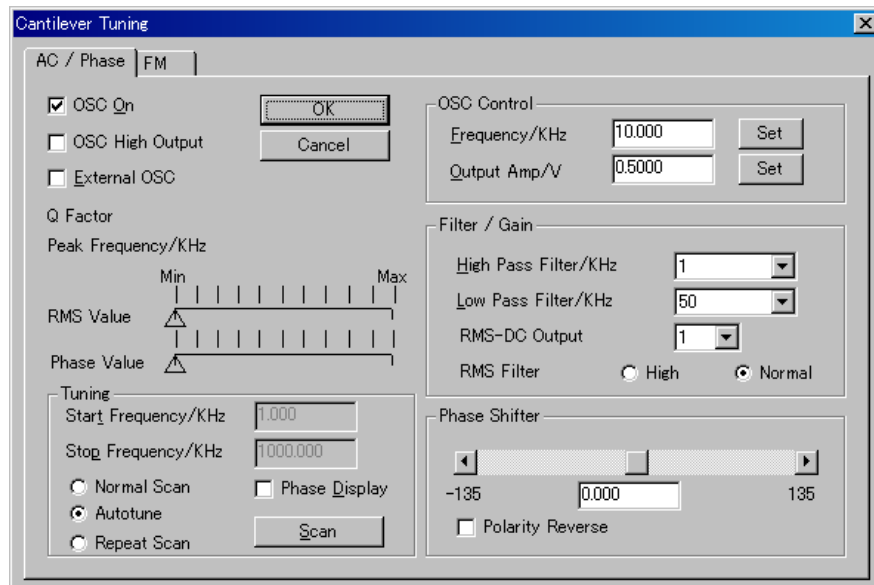 Cantilever Tuning
AC / Phase FM
OSC On
OSC High Output
External OSC
OK
Cancel
Q Factor
Peak Frequency/KHz
Min Max
RMS Value
Phase Value
Tuning
Start Frequency/KHz 1.000
Stop Frequency/KHz 1000.000
Normal Scan
Autotune
Repeat Scan
Phase Display
Scan
OSC Control
Frequency/KHz 10.000 Set
Output Amp/V 0.5000 Set
Filter / Gain
High Pass Filter/KHz 1
Low Pass Filter/KHz 50
RMS-DC Output 1
RMS Filter High Normal
Phase Shifter
-135 0.000 135
Polarity Reverse